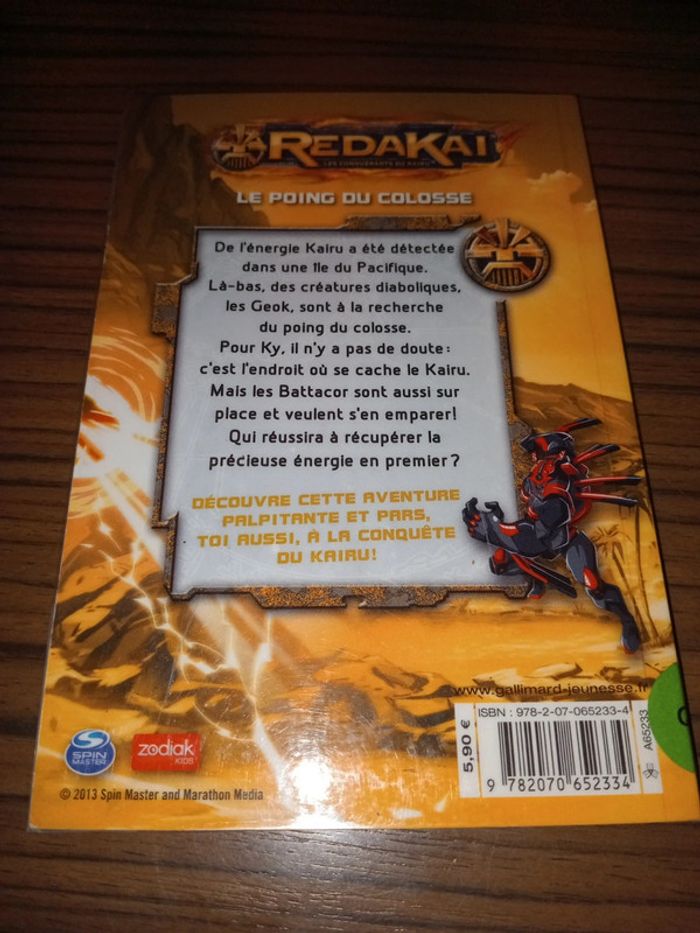 REDAKAI
LES CONQUÉRANTS DU KAIRU
LE POING DU COLOSSE
De l'énergie Kairu a été détectée
dans une île du Pacifique.
Là-bas, des créatures diaboliques,
les Geok, sont à la recherche
du poing du colosse.
Pour Ky, il n'y a pas de doute :
c'est l'endroit où se cache le Kairu.
Mais les Battacor sont aussi sur
place et veulent s'en emparer!
Qui réussira à récupérer la
précieuse énergie en premier ?
DÉCOUVRE CETTE AVENTURE
PALPITANTE ET PARS,
TOI AUSSI, À LA CONQUÊTE
DU KAIRU!
www.gallimard-jeunesse.fr
ISBN : 978-2-07-065233-4
5,90 €
A65233
9 782070 652334
SPIN
MASTER
zodiak
KIDS
© 2013 Spin Master and Marathon Media